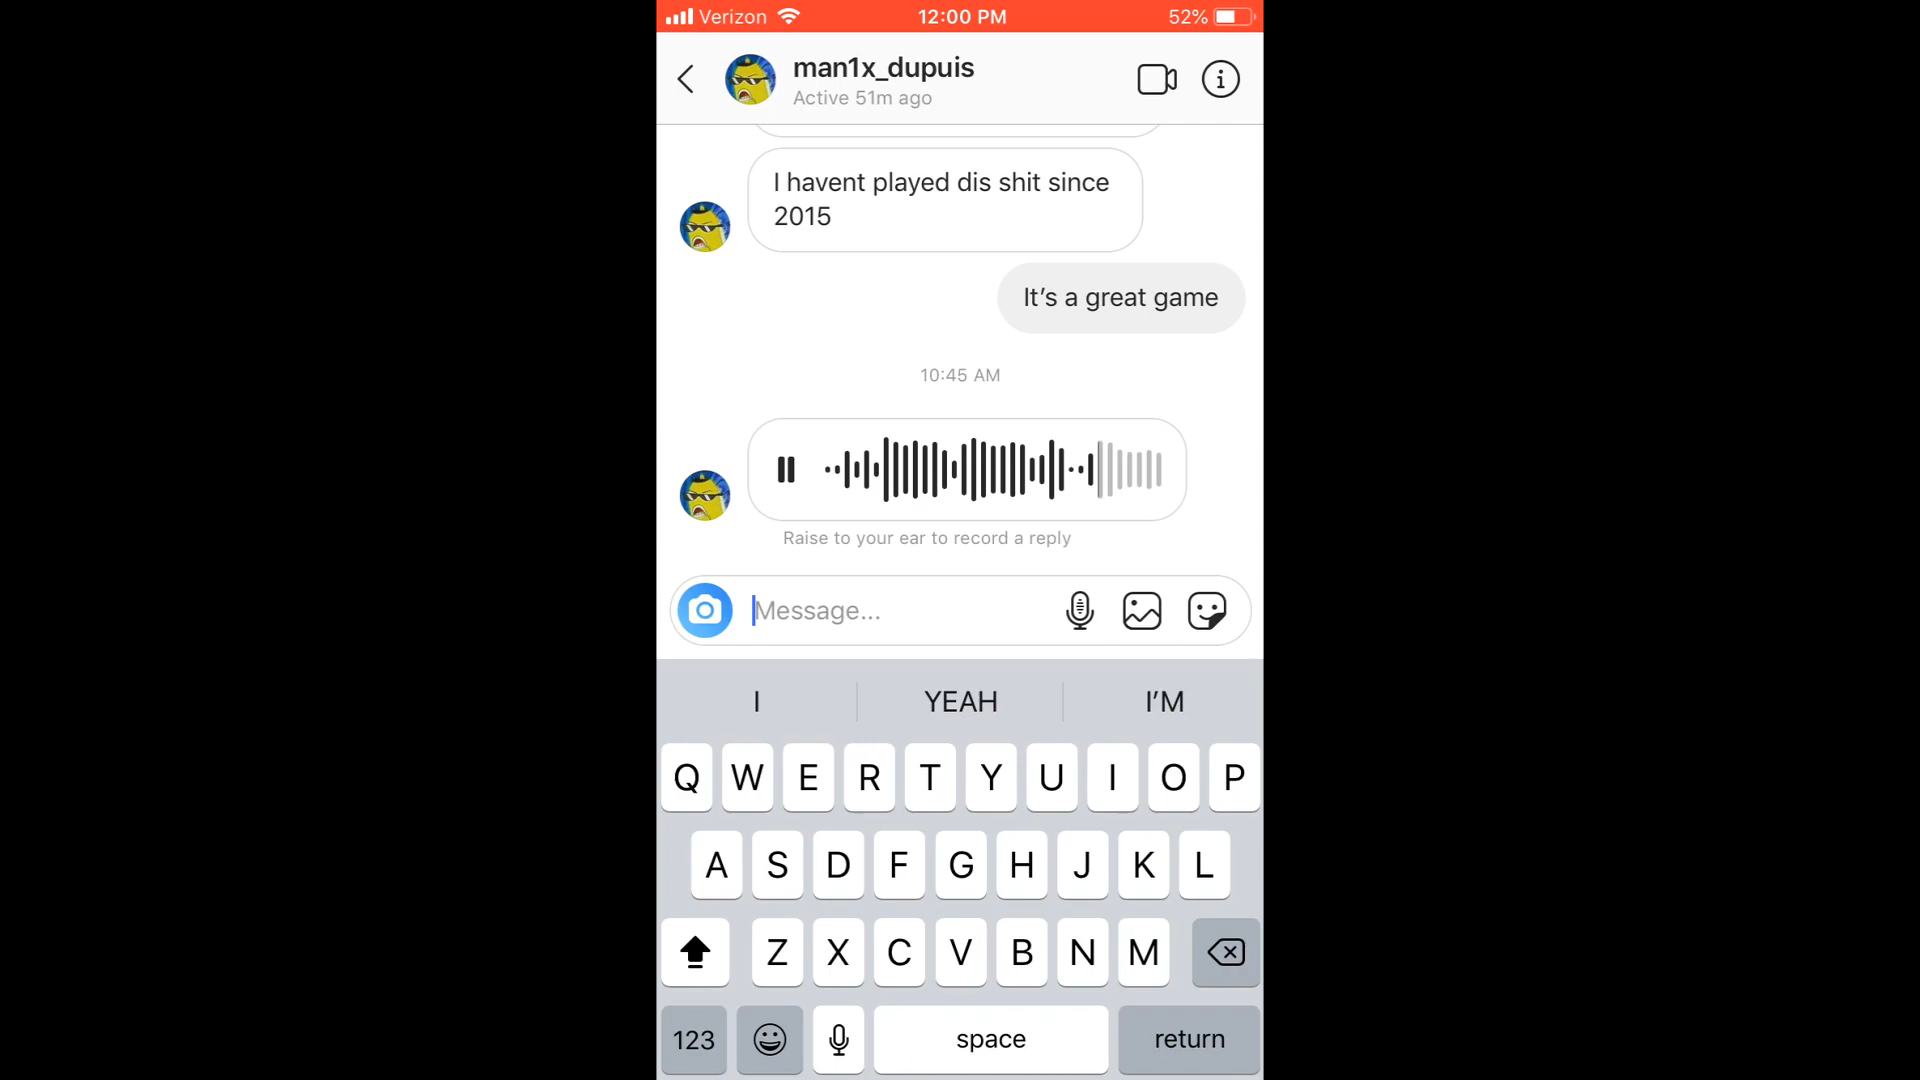 Verizon 12:00 PM 52%
man1x_dupuis
Active 51m ago
I havent played dis shit since
2015
It's a great game
10:45 AM
Raise to your ear to record a reply
Message...
I YEAH I'M
Q W E R T Y U I O P
A S D F G H J K L
Z X C V B N M
123 space return